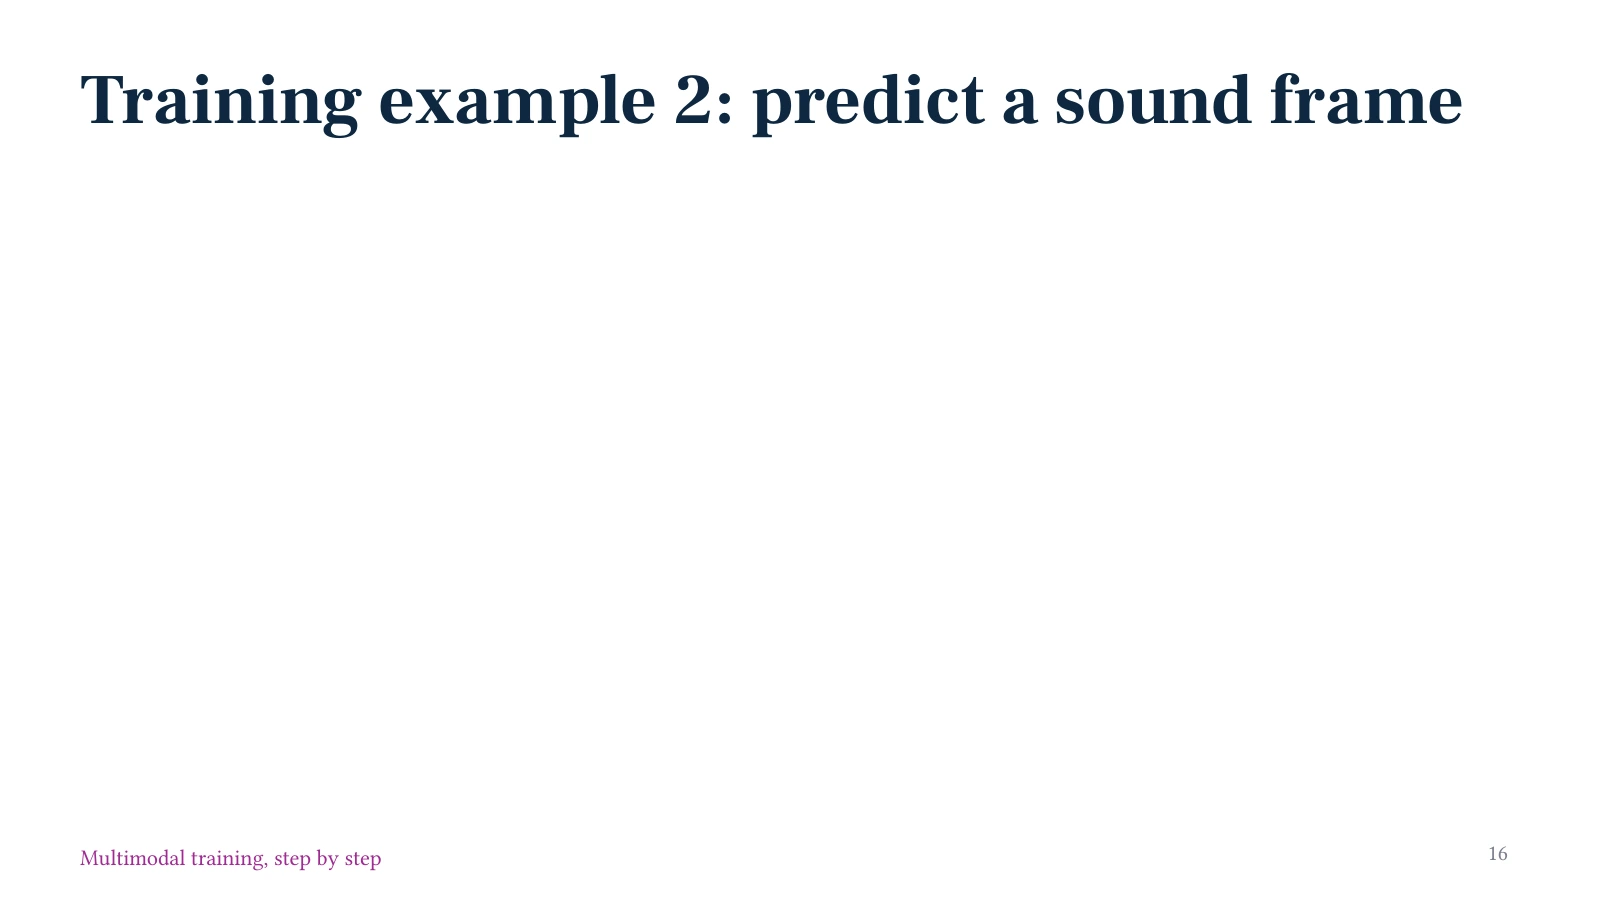 Training example 2: predict a sound frame
Multimodal training, step by step
16